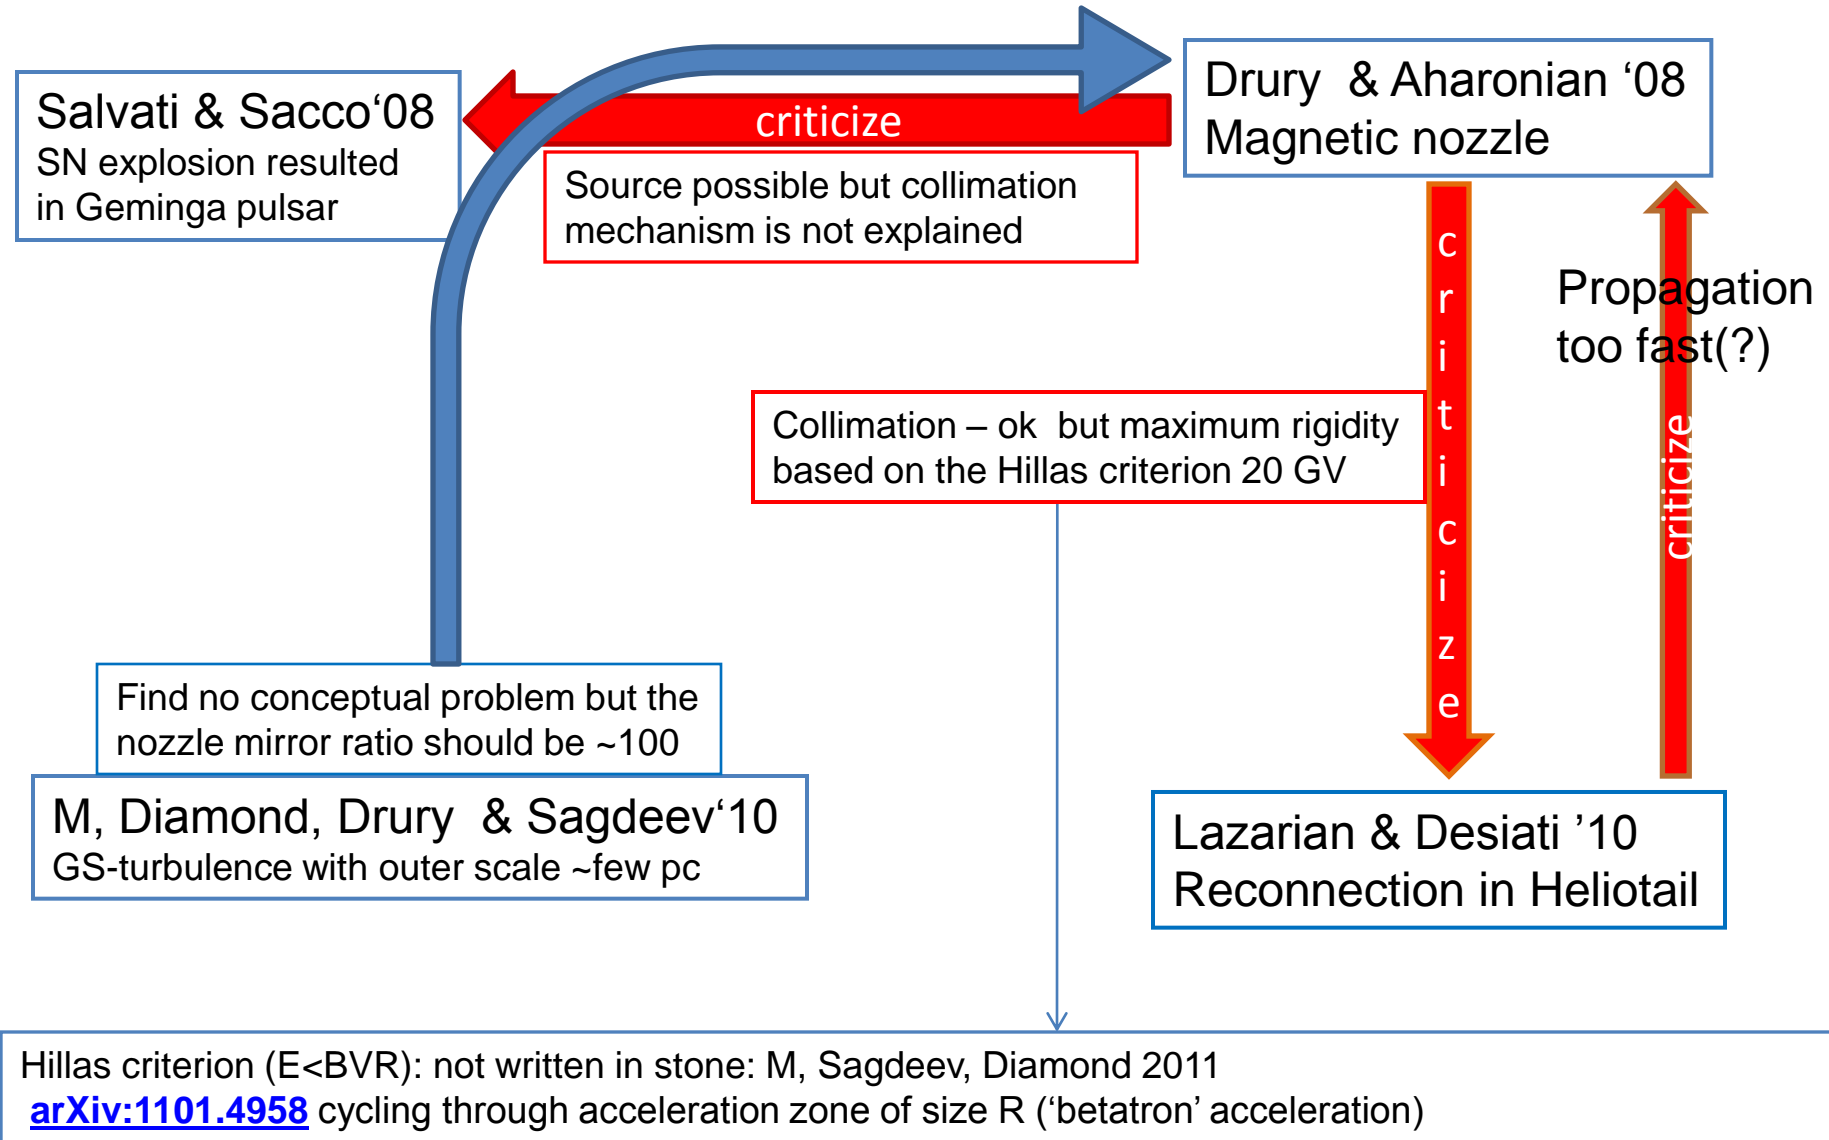 Salvati & Sacco‘08
SN explosion resulted
in Geminga pulsar
criticize
Source possible but collimation
mechanism is not explained
Drury & Aharonian ‘08
Magnetic nozzle
criticize
Propagation
too fast(?)
criticize
Collimation – ok but maximum rigidity
based on the Hillas criterion 20 GV
Find no conceptual problem but the
nozzle mirror ratio should be ~100
M, Diamond, Drury & Sagdeev‘10
GS-turbulence with outer scale ~few pc
Lazarian & Desiati ’10
Reconnection in Heliotail
Hillas criterion (E<BVR): not written in stone: M, Sagdeev, Diamond 2011
arXiv:1101.4958 cycling through acceleration zone of size R (‘betatron’ acceleration)